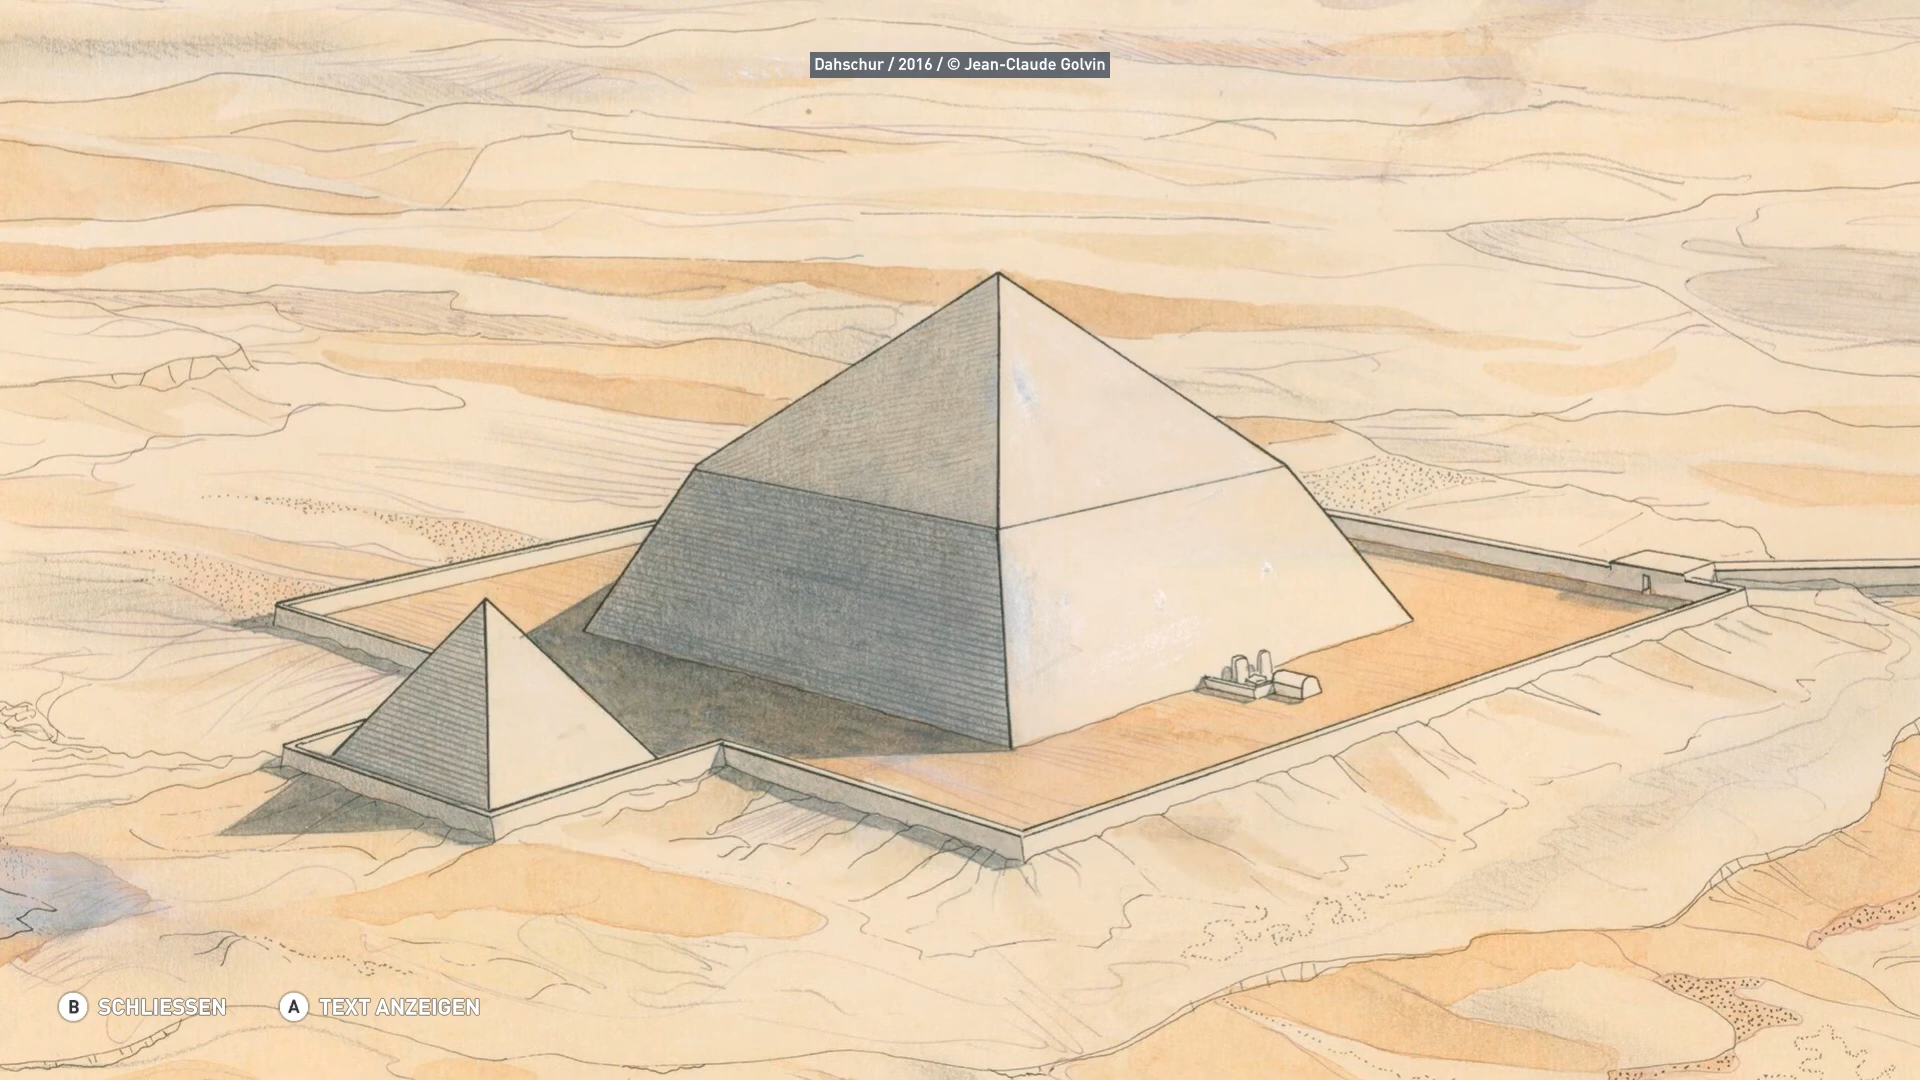 Dahschur / 2016 / © Jean-Claude Golvin
B SCHLIESSEN A TEXT ANZEIGEN